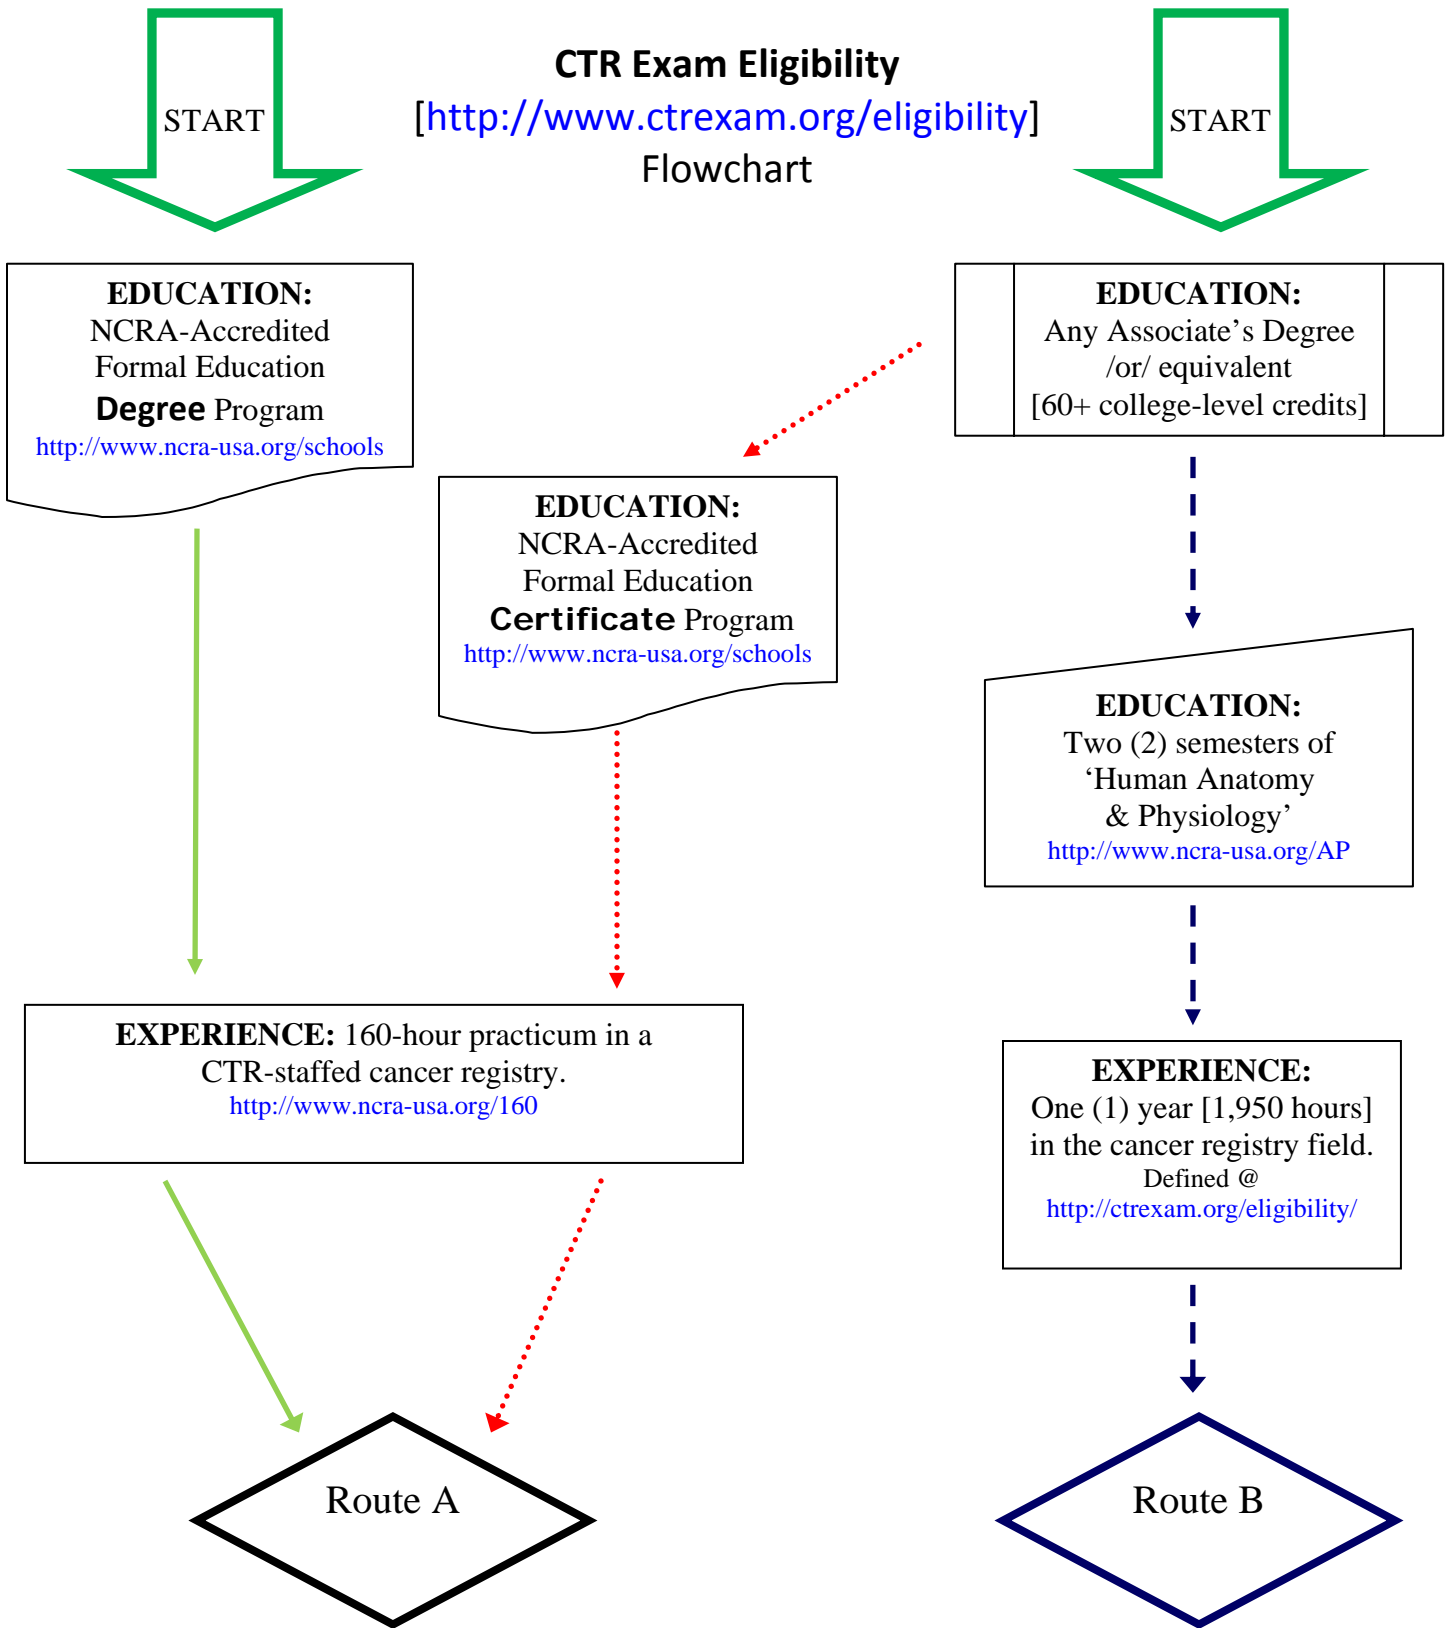 START
CTR Exam Eligibility
[http://www.ctrexam.org/eligibility]
Flowchart
START
EDUCATION:
NCRA-Accredited
Formal Education
Degree Program
http://www.ncra-usa.org/schools
EDUCATION:
Any Associate’s Degree
/or/ equivalent
[60+ college-level credits]
EDUCATION:
NCRA-Accredited
Formal Education
Certificate Program
http://www.ncra-usa.org/schools
EDUCATION:
Two (2) semesters of
‘Human Anatomy
& Physiology’
http://www.ncra-usa.org/AP
EXPERIENCE: 160-hour practicum in a
CTR-staffed cancer registry.
http://www.ncra-usa.org/160
EXPERIENCE:
One (1) year [1,950 hours]
in the cancer registry field.
Defined @
http://ctrexam.org/eligibility/
Route A
Route B